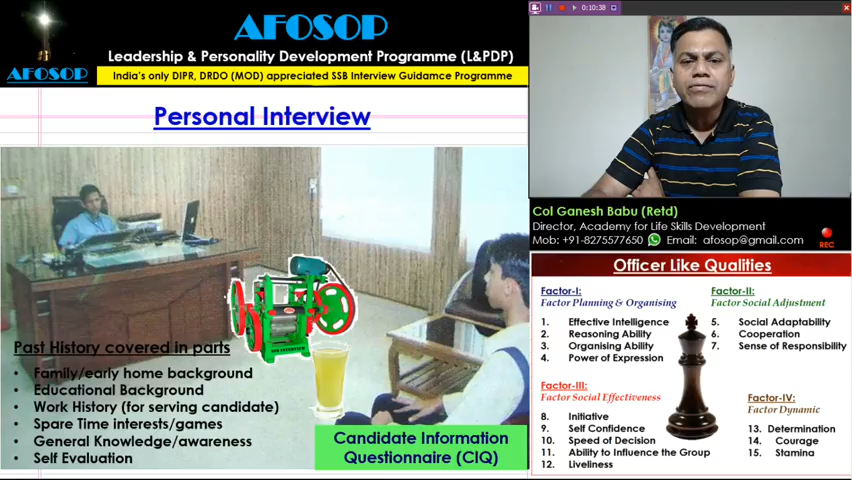 AFOSOP
AFOSOP
Leadership & Personality Development Programme (L&PDP)
India's only DIPR, DRDO (MOD) appreciated SSB Interview Guidamce Programme
Personal Interview
Past History covered in parts
• Family/early home background
• Educational Background
• Work History (for serving candidate)
• Spare Time interests/games
• General Knowledge/awareness
• Self Evaluation
Candidate Information
Questionnaire (CIQ)
0:10:38
Col Ganesh Babu (Retd)
Director, Academy for Life Skills Development
Mob: +91-8275577650 Email: afosop@gmail.com
REC
Officer Like Qualities
Factor-I:
Factor Planning & Organising
1. Effective Intelligence
2. Reasoning Ability
3. Organising Ability
4. Power of Expression
Factor-II:
Factor Social Adjustment
5. Social Adaptability
6. Cooperation
7. Sense of Responsibility
Factor-III:
Factor Social Effectiveness
8. Initiative
9. Self Confidence
10. Speed of Decision
11. Ability to Influence the Group
12. Liveliness
Factor-IV:
Factor Dynamic
13. Determination
14. Courage
15. Stamina